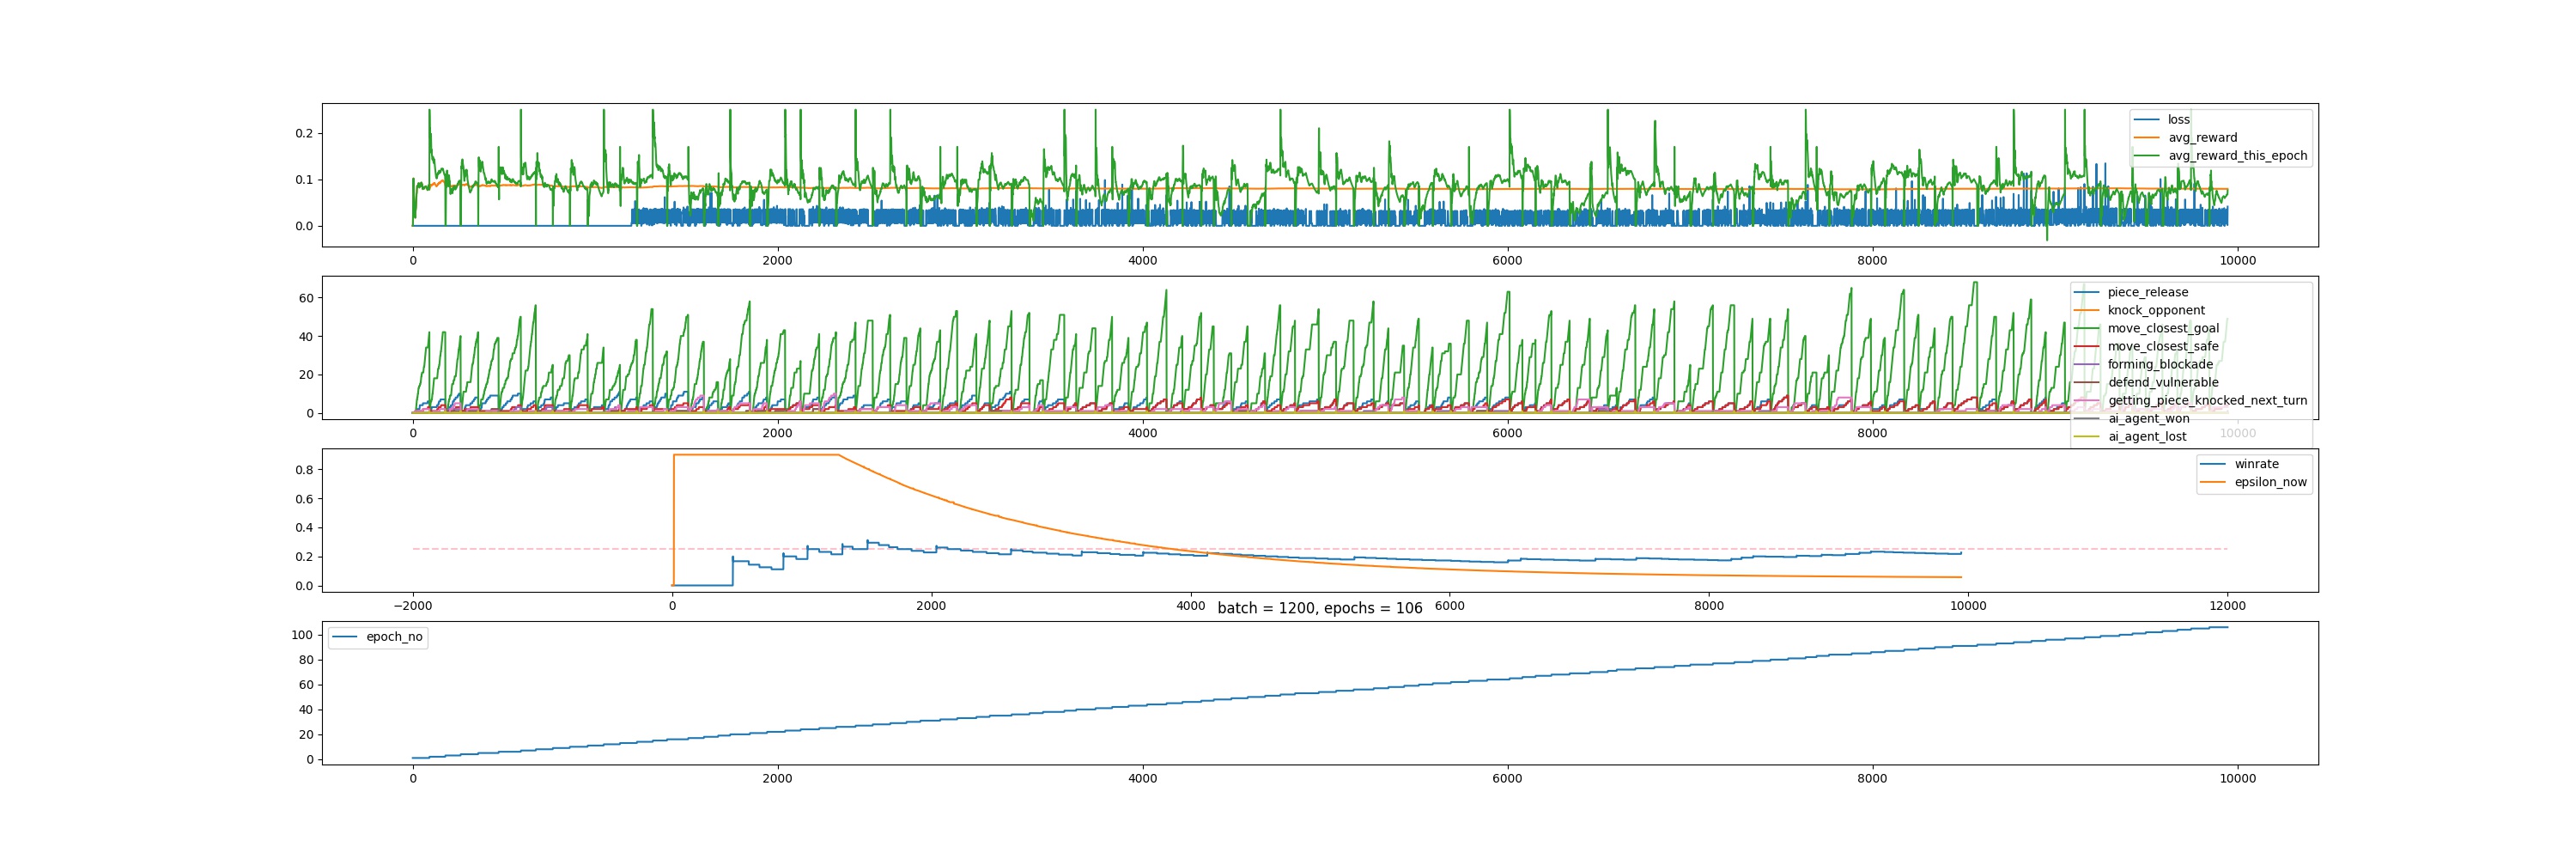 0.2
0.1
0.0
loss
avg_reward
avg_reward_this_epoch
0 2000 4000 6000 8000 10000
60
40
20
0
piece_release
knock_opponent
move_closest_goal
move_closest_safe
forming_blockade
defend_vulnerable
getting_piece_knocked_next_turn
ai_agent_won
ai_agent_lost
0 2000 4000 6000 8000 10000
0.8
0.6
0.4
0.2
0.0
winrate
epsilon_now
−2000 0 2000 4000 6000 8000 10000 12000
batch = 1200, epochs = 106
100
80
60
40
20
0
epoch_no
0 2000 4000 6000 8000 10000